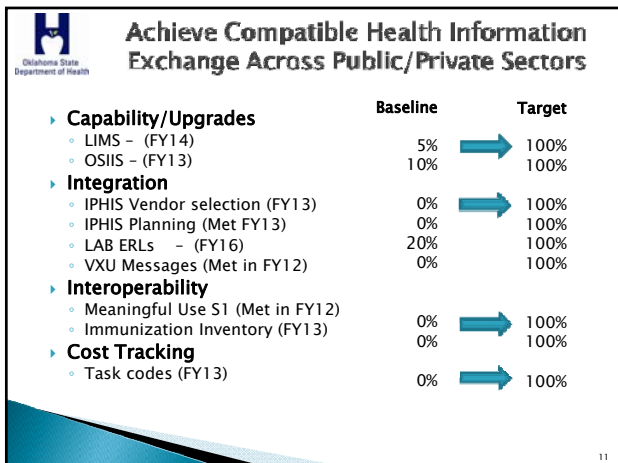 Oklahoma State
Department of Health
Achieve Compatible Health Information
Exchange Across Public/Private Sectors
Baseline Target
Capability/Upgrades
LIMS – (FY14) 5% 100%
OSIIS – (FY13) 10% 100%
Integration
IPHIS Vendor selection (FY13) 0% 100%
IPHIS Planning (Met FY13) 0% 100%
LAB ERLs – (FY16) 20% 100%
VXU Messages (Met in FY12) 0% 100%
Interoperability
Meaningful Use S1 (Met in FY12) 0% 100%
Immunization Inventory (FY13) 0% 100%
Cost Tracking
Task codes (FY13) 0% 100%
11